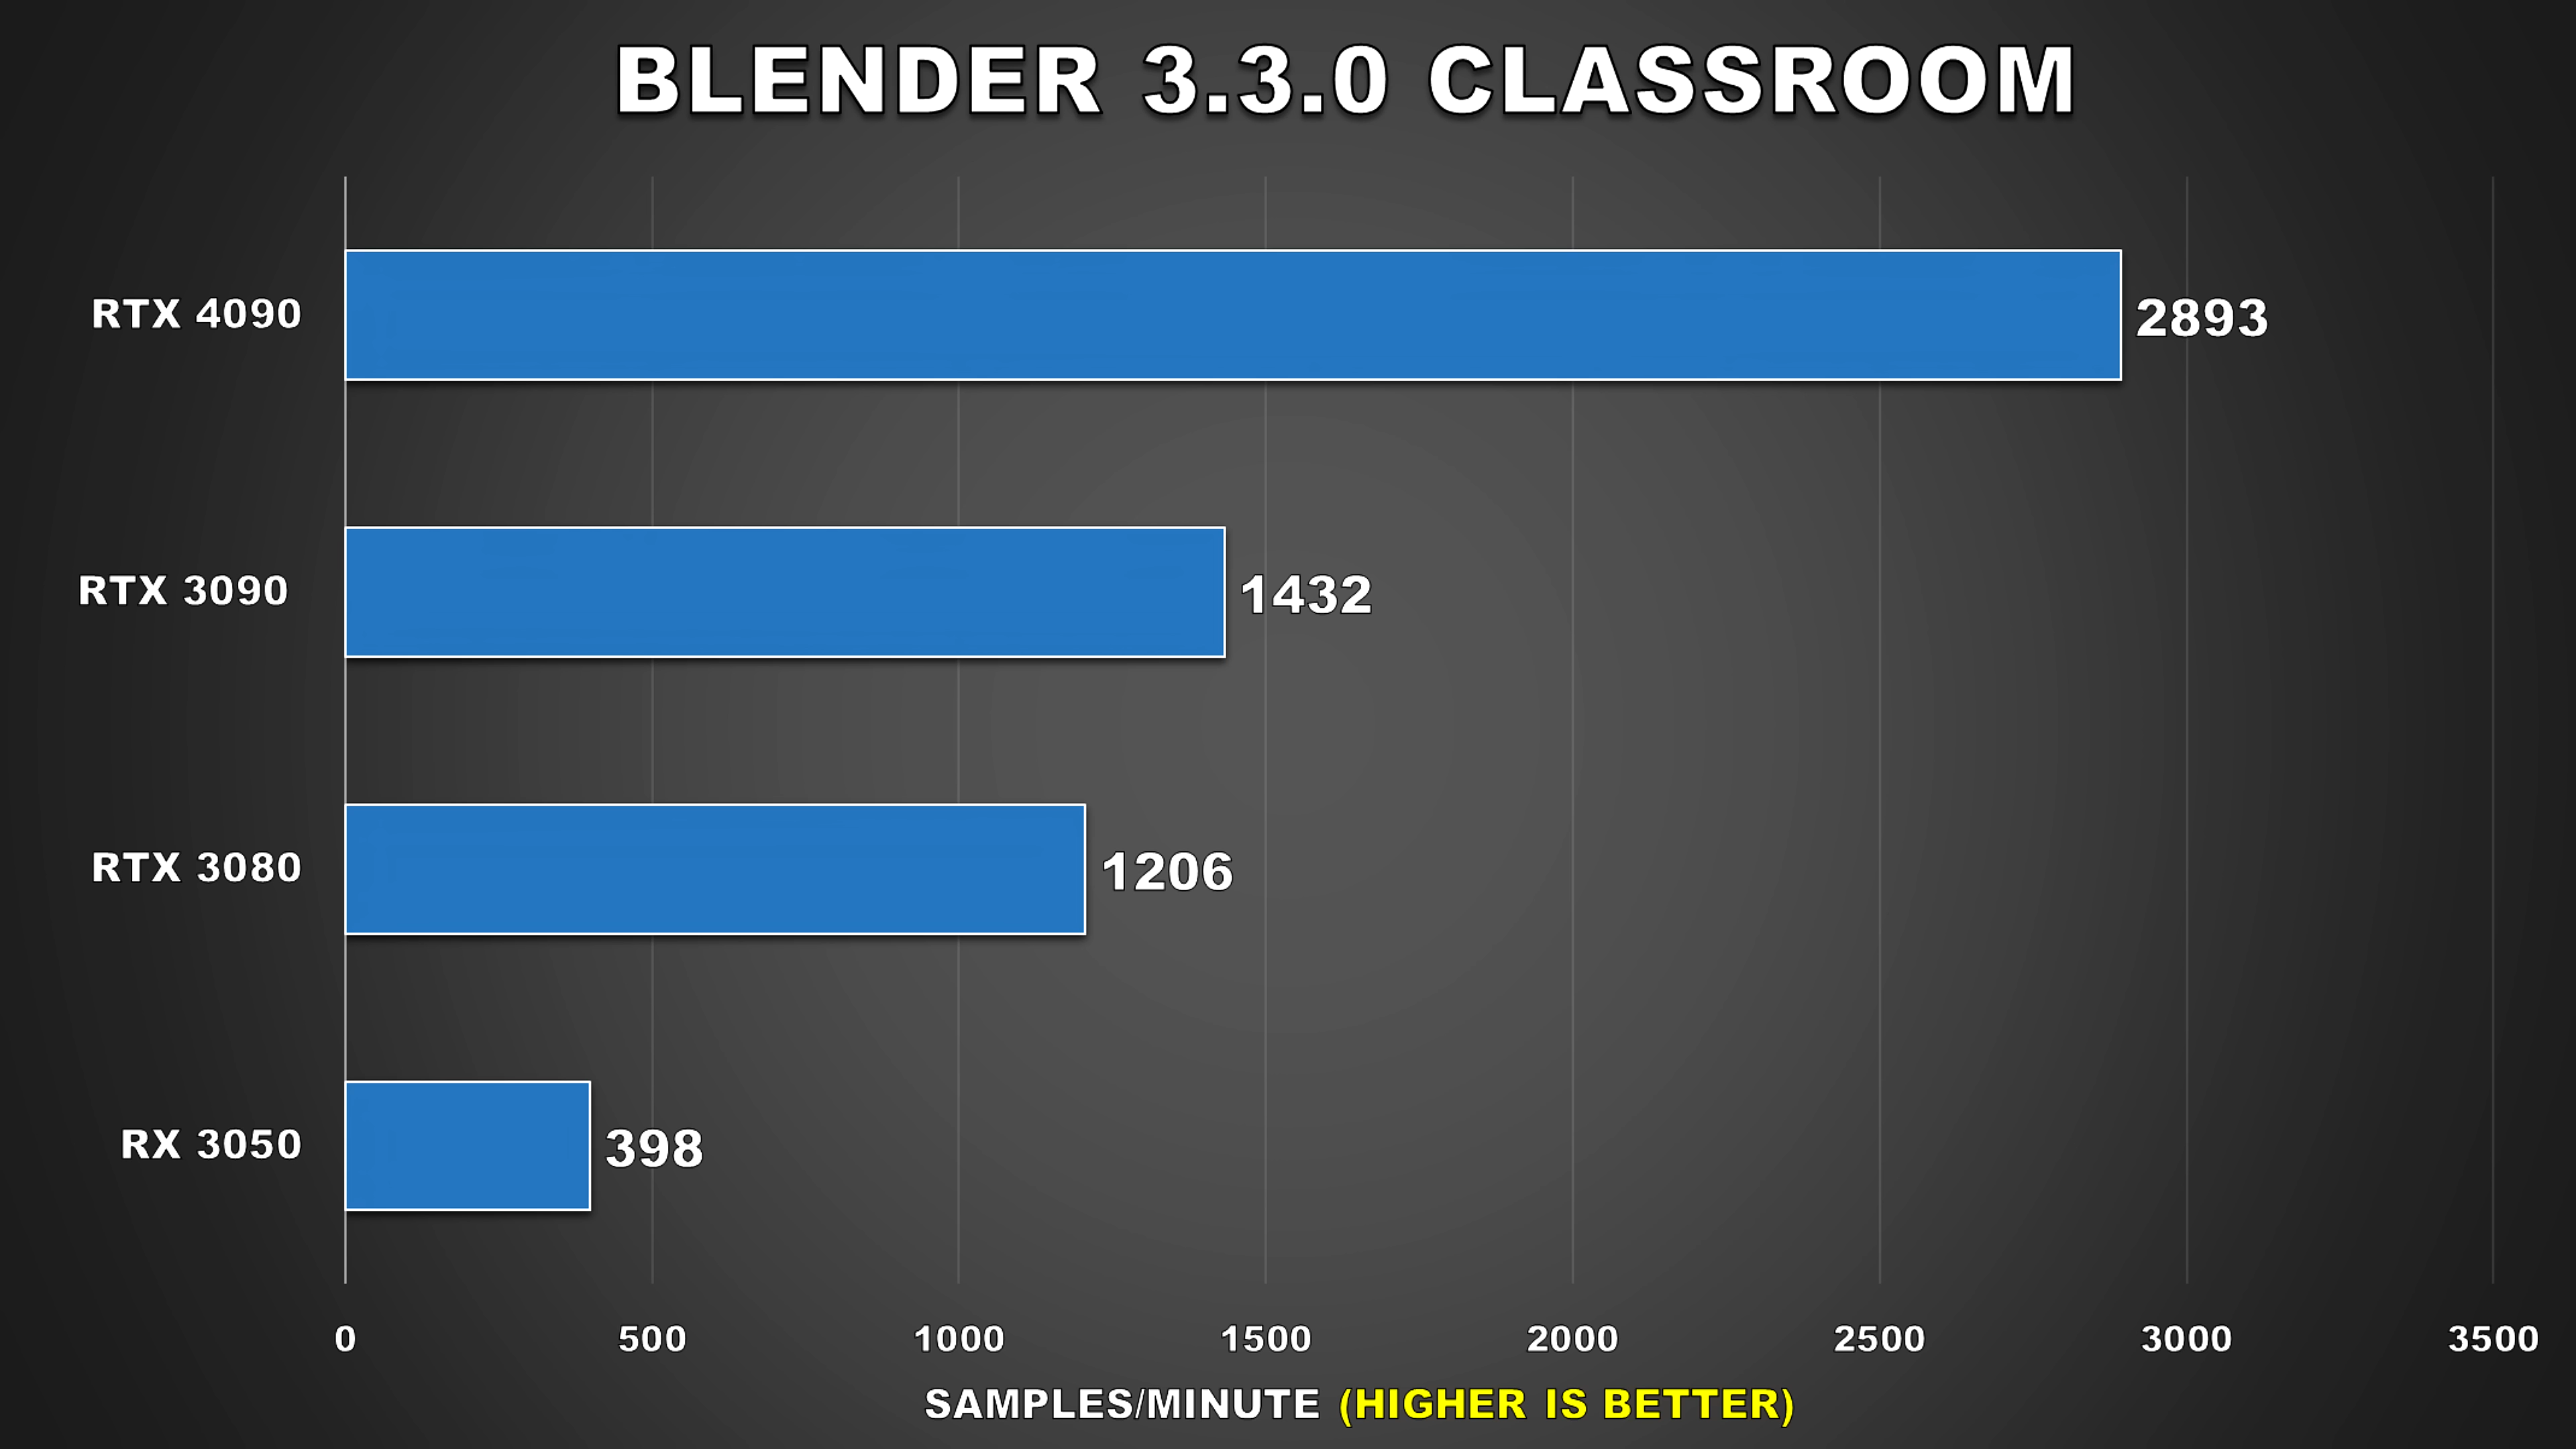 BLENDER 3.3.0 CLASSROOM
RTX 4090 2893
RTX 3090 1432
RTX 3080 1206
RX 3050 398
0 500 1000 1500 2000 2500 3000 3500
SAMPLES/MINUTE (HIGHER IS BETTER)